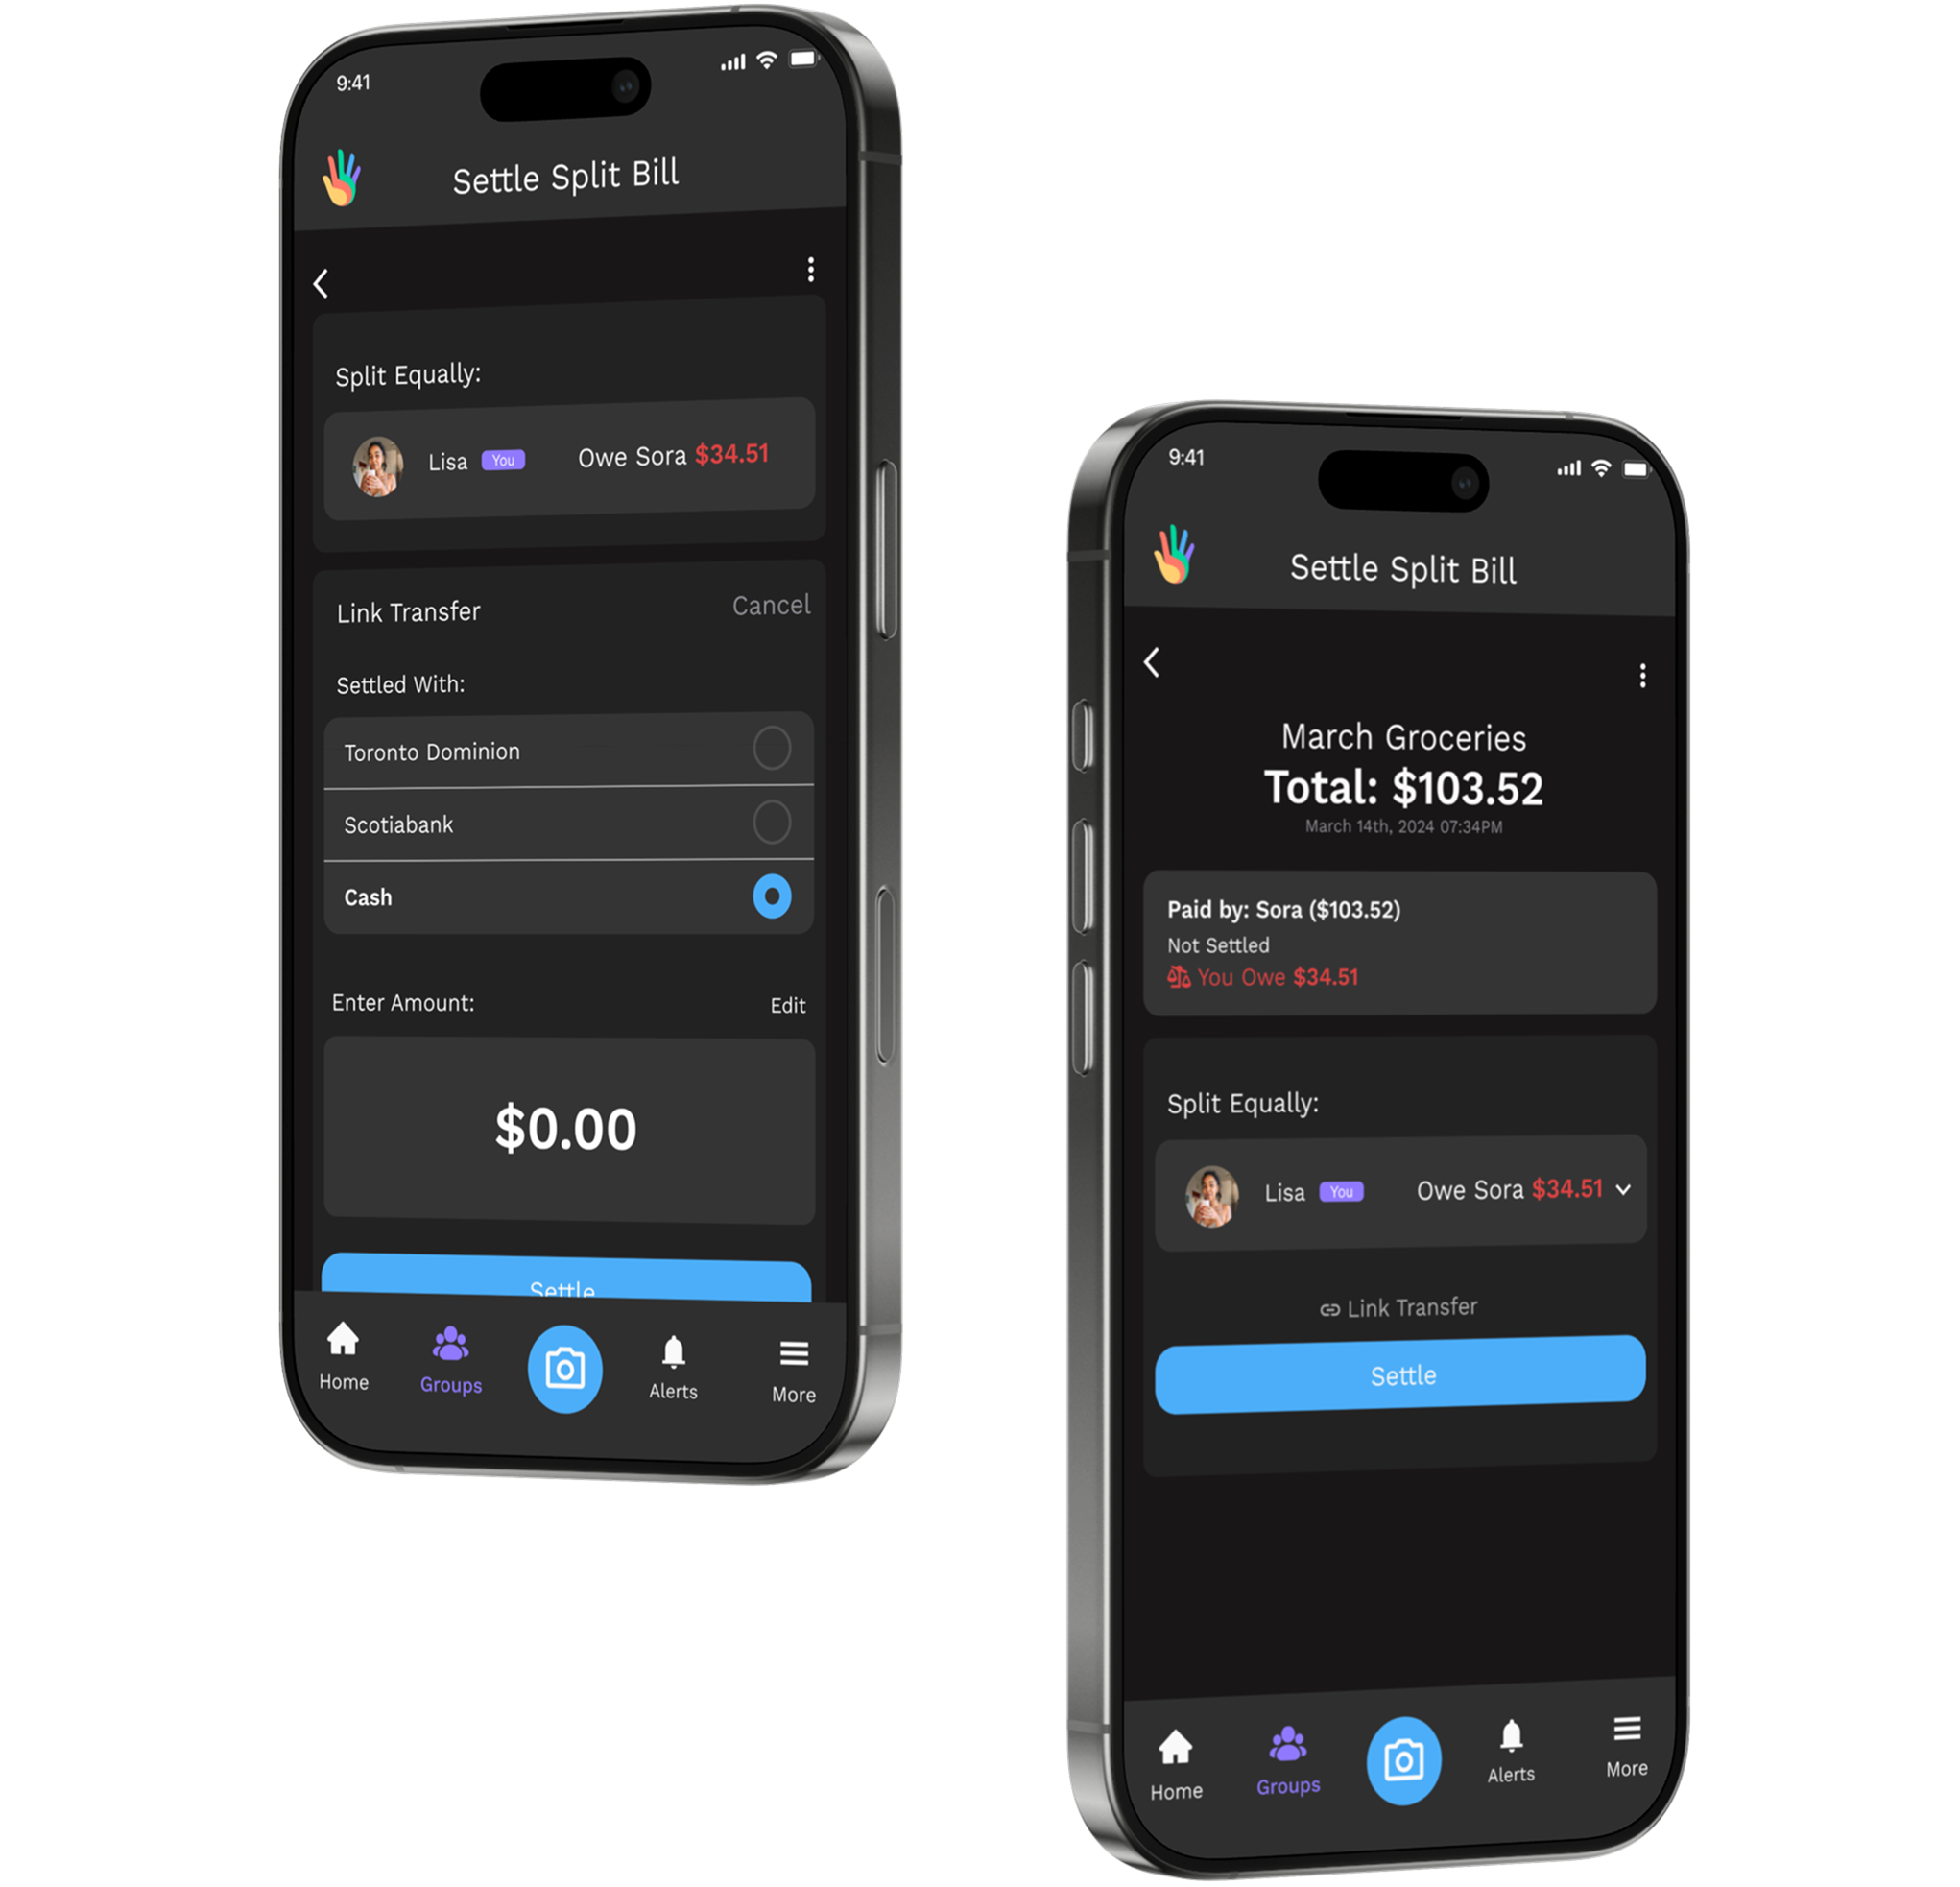 9:41
Settle Split Bill
Split Equally:
Lisa You Owe Sora $34.51
Link Transfer Cancel
Settled With:
Toronto Dominion
Scotiabank
Cash
Enter Amount: Edit
$0.00
Settle
Home Groups Alerts More
9:41
Settle Split Bill
March Groceries
Total: $103.52
March 14th, 2024 07:34PM
Paid by: Sora ($103.52)
Not Settled
You Owe $34.51
Split Equally:
Lisa You Owe Sora $34.51
Link Transfer
Settle
Home Groups Alerts More